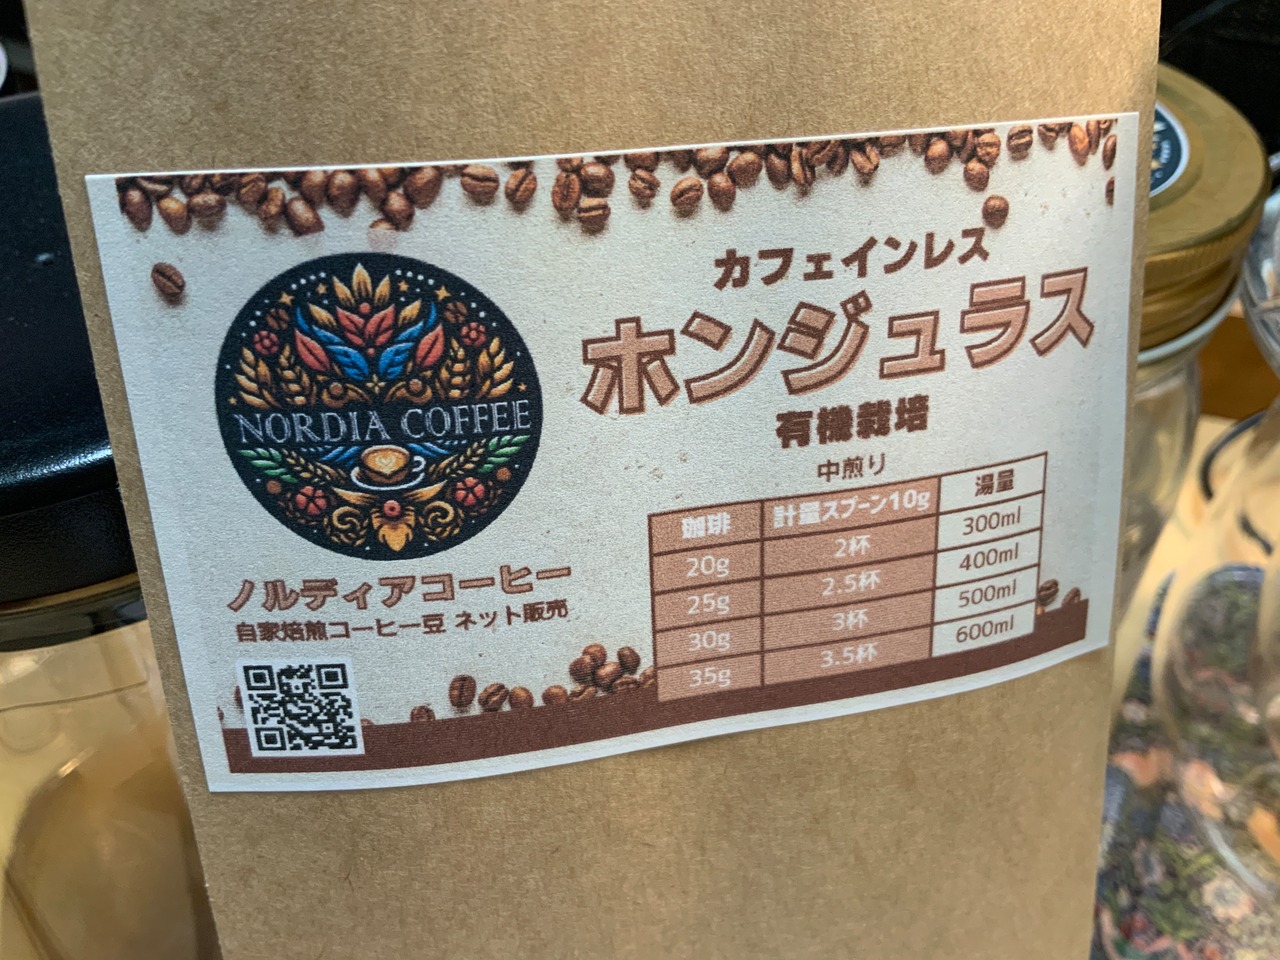 カフェインレス
ホンジュラス
有機栽培
中煎り
NORDIA COFFEE
ノルディアコーヒー
自家焙煎コーヒー豆 ネット販売
珈琲 計量スプーン10g 湯量
20g 2杯 300ml
25g 2.5杯 400ml
30g 3杯 500ml
35g 3.5杯 600ml